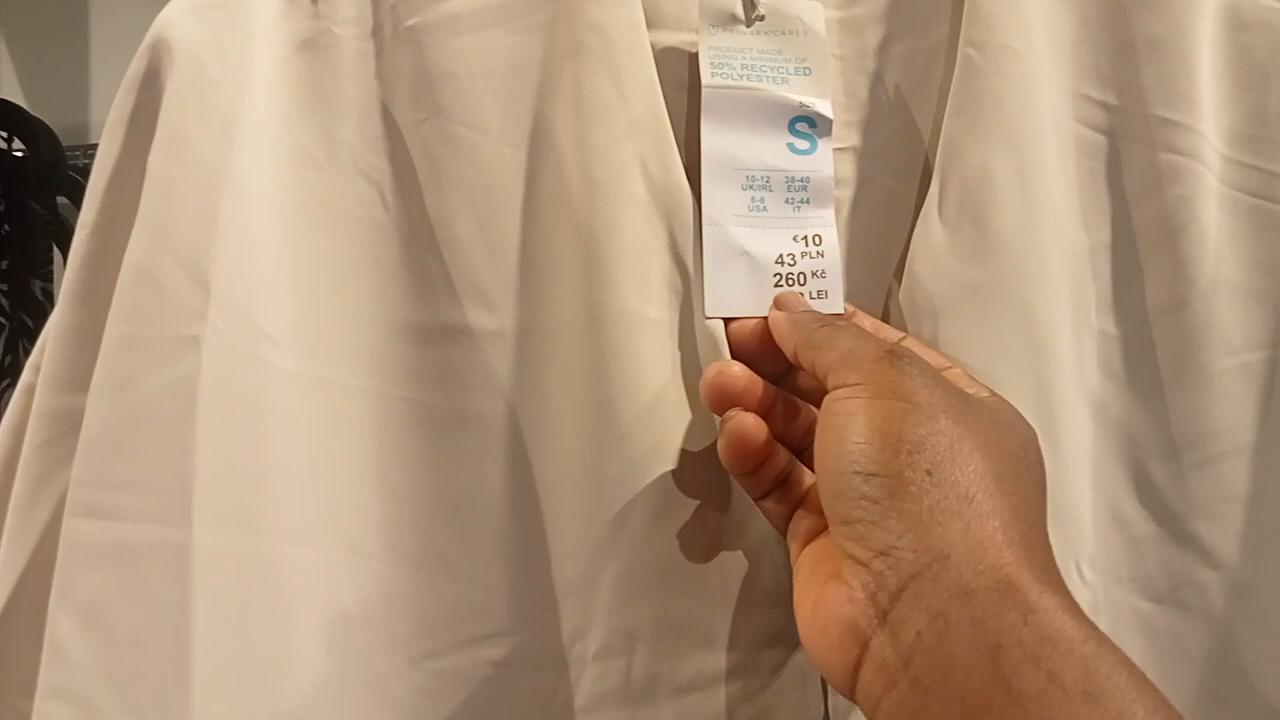 PRIMARK CARES
PRODUCT MADE
USING A MINIMUM OF
50% RECYCLED
POLYESTER
S
10-12 38-40
UK/IRL EUR
6-8 42-44
USA IT
€10
43 PLN
260 Kč
LEI